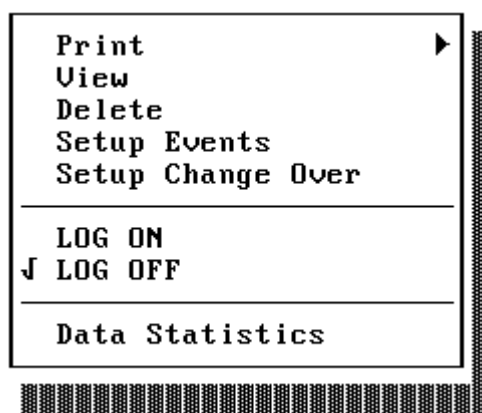 Print
View
Delete
Setup Events
Setup Change Over
LOG ON
√ LOG OFF
Data Statistics